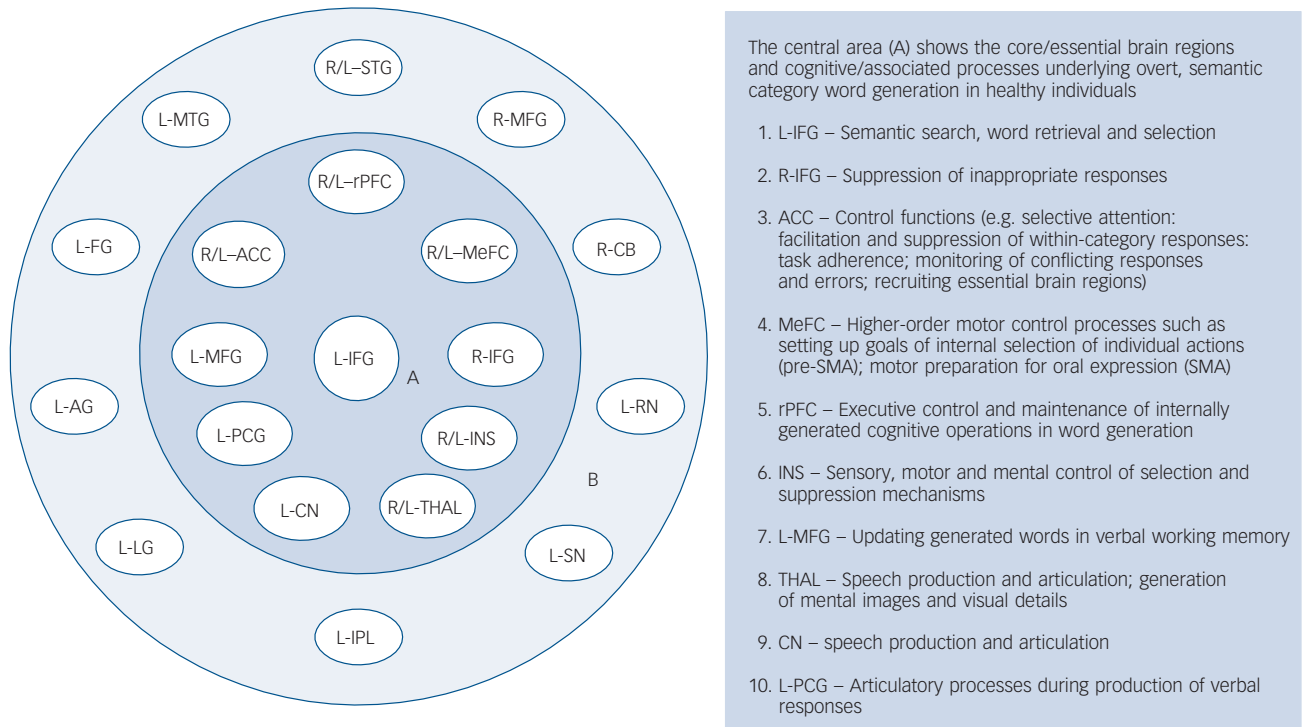 R/L–STG
L-MTG
R-MFG
R/L–rPFC
L-FG
R/L–ACC
R/L–MeFC
R-CB
L-MFG
L-IFG
R-IFG
A
L-AG
L-RN
L-PCG
R/L-INS
B
L-CN
R/L-THAL
L-LG
L-SN
L-IPL
The central area (A) shows the core/essential brain regions
and cognitive/associated processes underlying overt, semantic
category word generation in healthy individuals
1. L-IFG – Semantic search, word retrieval and selection
2. R-IFG – Suppression of inappropriate responses
3. ACC – Control functions (e.g. selective attention:
facilitation and suppression of within-category responses:
task adherence; monitoring of conflicting responses
and errors; recruiting essential brain regions)
4. MeFC – Higher-order motor control processes such as
setting up goals of internal selection of individual actions
(pre-SMA); motor preparation for oral expression (SMA)
5. rPFC – Executive control and maintenance of internally
generated cognitive operations in word generation
6. INS – Sensory, motor and mental control of selection and
suppression mechanisms
7. L-MFG – Updating generated words in verbal working memory
8. THAL – Speech production and articulation; generation
of mental images and visual details
9. CN – speech production and articulation
10. L-PCG – Articulatory processes during production of verbal
responses